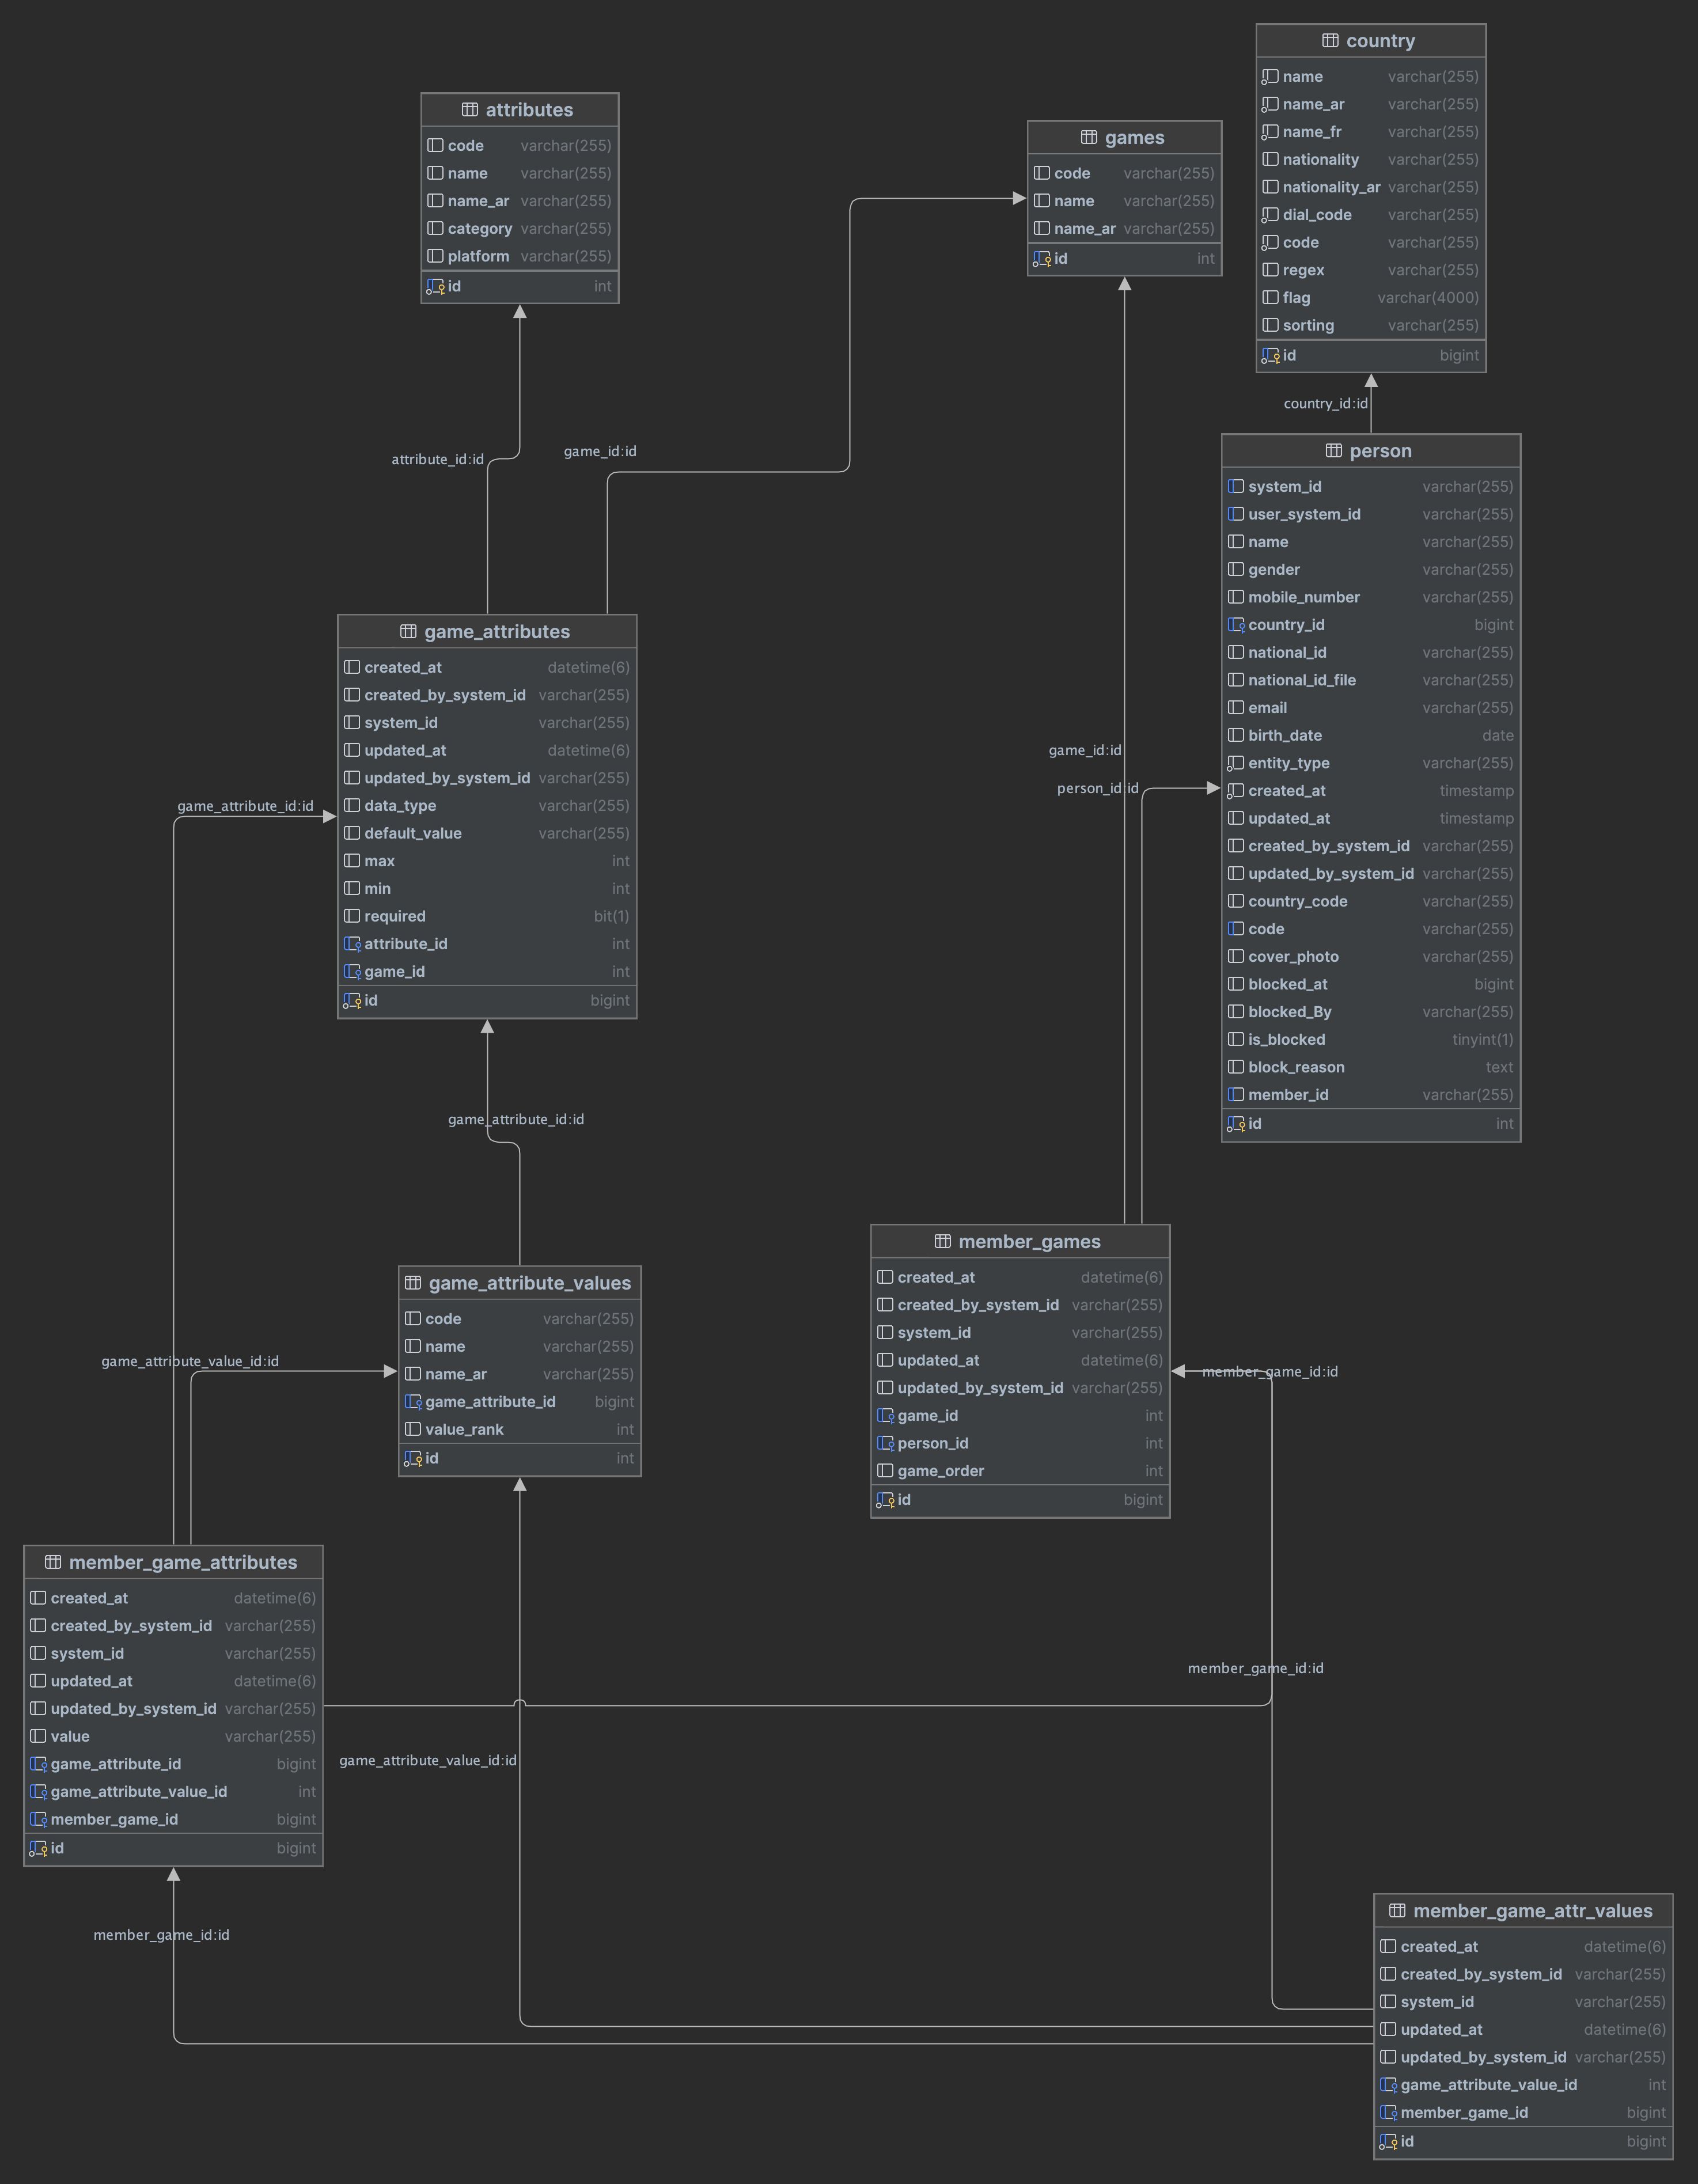 country
name varchar(255)
name_ar varchar(255)
name_fr varchar(255)
nationality varchar(255)
nationality_ar varchar(255)
dial_code varchar(255)
code varchar(255)
regex varchar(255)
flag varchar(4000)
sorting varchar(255)
id bigint
attributes
code varchar(255)
name varchar(255)
name_ar varchar(255)
category varchar(255)
platform varchar(255)
id int
games
code varchar(255)
name varchar(255)
name_ar varchar(255)
id int
country_id:id
attribute_id:id
game_id:id
person
system_id varchar(255)
user_system_id varchar(255)
name varchar(255)
gender varchar(255)
mobile_number varchar(255)
country_id bigint
national_id varchar(255)
national_id_file varchar(255)
email varchar(255)
birth_date date
entity_type varchar(255)
created_at timestamp
updated_at timestamp
created_by_system_id varchar(255)
updated_by_system_id varchar(255)
country_code varchar(255)
code varchar(255)
cover_photo varchar(255)
blocked_at bigint
blocked_By varchar(255)
is_blocked tinyint(1)
block_reason text
member_id varchar(255)
id int
game_attributes
created_at datetime(6)
created_by_system_id varchar(255)
system_id varchar(255)
updated_at datetime(6)
updated_by_system_id varchar(255)
data_type varchar(255)
default_value varchar(255)
max int
min int
required bit(1)
attribute_id int
game_id int
id bigint
game_id:id
person_id:id
game_attribute_id:id
game_attribute_id:id
member_games
created_at datetime(6)
created_by_system_id varchar(255)
system_id varchar(255)
updated_at datetime(6)
updated_by_system_id varchar(255)
game_id int
person_id int
game_order int
id bigint
game_attribute_values
code varchar(255)
name varchar(255)
name_ar varchar(255)
game_attribute_id bigint
value_rank int
id int
game_attribute_value_id:id
member_game_id:id
member_game_attributes
created_at datetime(6)
created_by_system_id varchar(255)
system_id varchar(255)
updated_at datetime(6)
updated_by_system_id varchar(255)
value varchar(255)
game_attribute_id bigint
game_attribute_value_id int
member_game_id bigint
id bigint
member_game_id:id
game_attribute_value_id:id
member_game_id:id
member_game_attr_values
created_at datetime(6)
created_by_system_id varchar(255)
system_id varchar(255)
updated_at datetime(6)
updated_by_system_id varchar(255)
game_attribute_value_id int
member_game_id bigint
id bigint